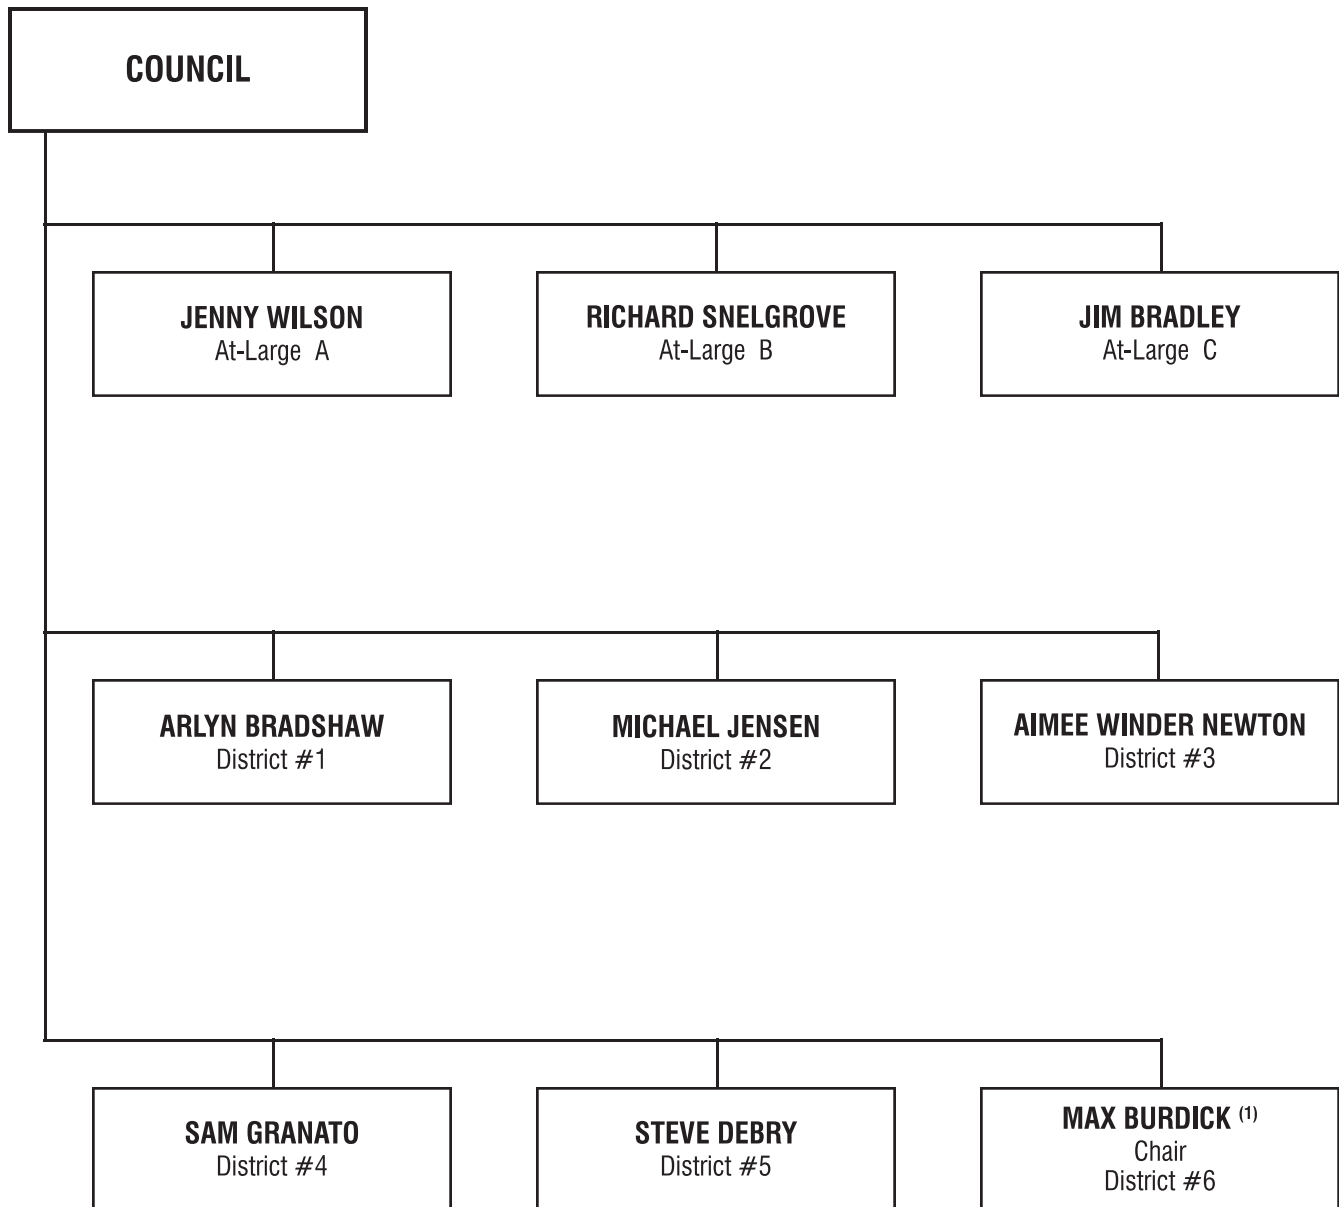 COUNCIL
JENNY WILSON
At-Large A
RICHARD SNELGROVE
At-Large B
JIM BRADLEY
At-Large C
ARLYN BRADSHAW
District #1
MICHAEL JENSEN
District #2
AIMEE WINDER NEWTON
District #3
SAM GRANATO
District #4
STEVE DEBRY
District #5
MAX BURDICK (1)
Chair
District #6